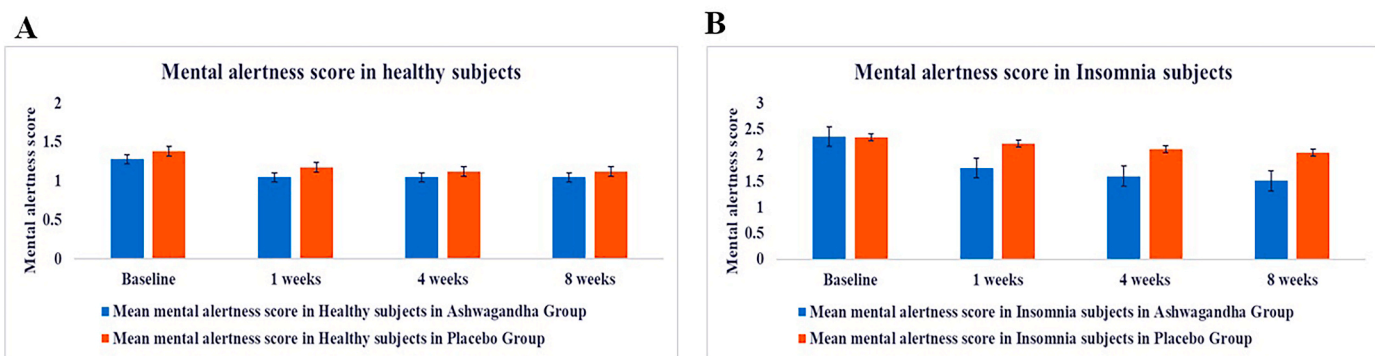 A
Mental alertness score in healthy subjects
Mental alertness score
2
1.5
1
0.5
0
Baseline
1 weeks
4 weeks
8 weeks
Mean mental alertness score in Healthy subjects in Ashwagandha Group
Mean mental alertness score in Healthy subjects in Placebo Group
B
Mental alertness score in Insomnia subjects
Mental alertness score
3
2.5
2
1.5
1
0.5
0
Baseline
1 weeks
4 weeks
8 weeks
Mean mental alertness score in Insomnia subjects in Ashwagandha Group
Mean mental alertness score in Insomnia subjects in Placebo Group